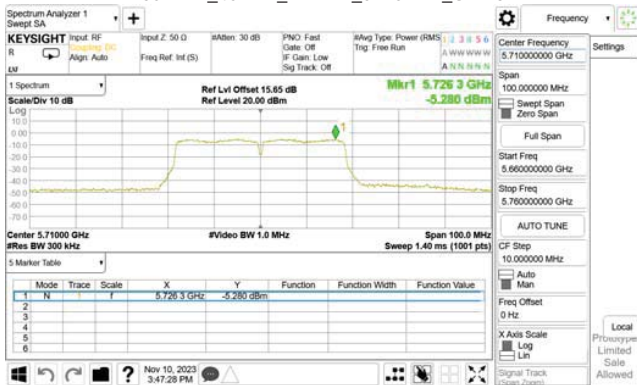 Spectrum Analyzer 1
Swept SA
Frequency
KEYSIGHT
Input: RF
Coupling: DC
Align: Auto
Input Z: 50 Ω
Freq Ref: Int (S)
#Atten: 30 dB
PNO: Fast
Gate: Off
IF Gain: Low
Sig Track: Off
#Avg Type: Power (RMS
Trig: Free Run
1 2 3 4 5 6
A WWWWW
A N N N N N
R
LXI
1 Spectrum
Scale/Div 10 dB
Ref Lvl Offset 15.65 dB
Ref Level 20.00 dBm
Mkr1 5.726 3 GHz
-5.280 dBm
Log
10.0
0.00
-10.0
-20.0
-30.0
-40.0
-50.0
-60.0
-70.0
1
Center 5.71000 GHz
#Res BW 300 kHz
#Video BW 1.0 MHz
Span 100.0 MHz
Sweep 1.40 ms (1001 pts)
5 Marker Table
Mode Trace Scale X Y Function Function Width Function Value
1 N 1 f 5.726 3 GHz -5.280 dBm
2
3
4
5
6
Nov 10, 2023
3:47:28 PM
Center Frequency
5.710000000 GHz
Span
100.000000 MHz
Swept Span
Zero Span
Full Span
Start Freq
5.660000000 GHz
Stop Freq
5.760000000 GHz
AUTO TUNE
CF Step
10.000000 MHz
Auto
Man
Freq Offset
0 Hz
X Axis Scale
Log
Lin
Signal Track
(Span Zoom)
Settings
Local
Prototype
Limited
Sale
Allowed